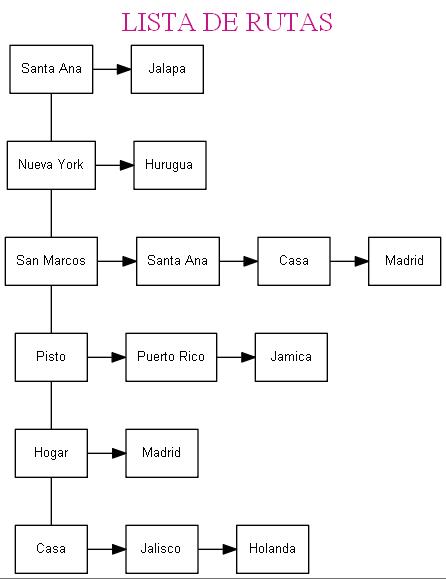 LISTA DE RUTAS
Santa Ana Jalapa
Nueva York Hurugua
San Marcos Santa Ana Casa Madrid
Pisto Puerto Rico Jamica
Hogar Madrid
Casa Jalisco Holanda